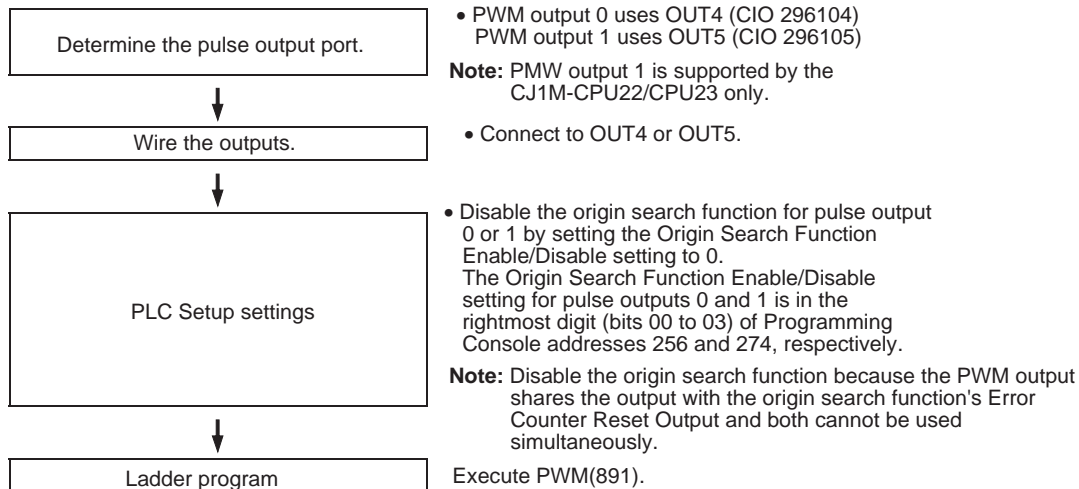 Determine the pulse output port.
• PWM output 0 uses OUT4 (CIO 296104)
PWM output 1 uses OUT5 (CIO 296105)
Note: PMW output 1 is supported by the
CJ1M-CPU22/CPU23 only.
Wire the outputs.
• Connect to OUT4 or OUT5.
PLC Setup settings
• Disable the origin search function for pulse output
0 or 1 by setting the Origin Search Function
Enable/Disable setting to 0.
The Origin Search Function Enable/Disable
setting for pulse outputs 0 and 1 is in the
rightmost digit (bits 00 to 03) of Programming
Console addresses 256 and 274, respectively.
Note: Disable the origin search function because the PWM output
shares the output with the origin search function's Error
Counter Reset Output and both cannot be used
simultaneously.
Ladder program
Execute PWM(891).